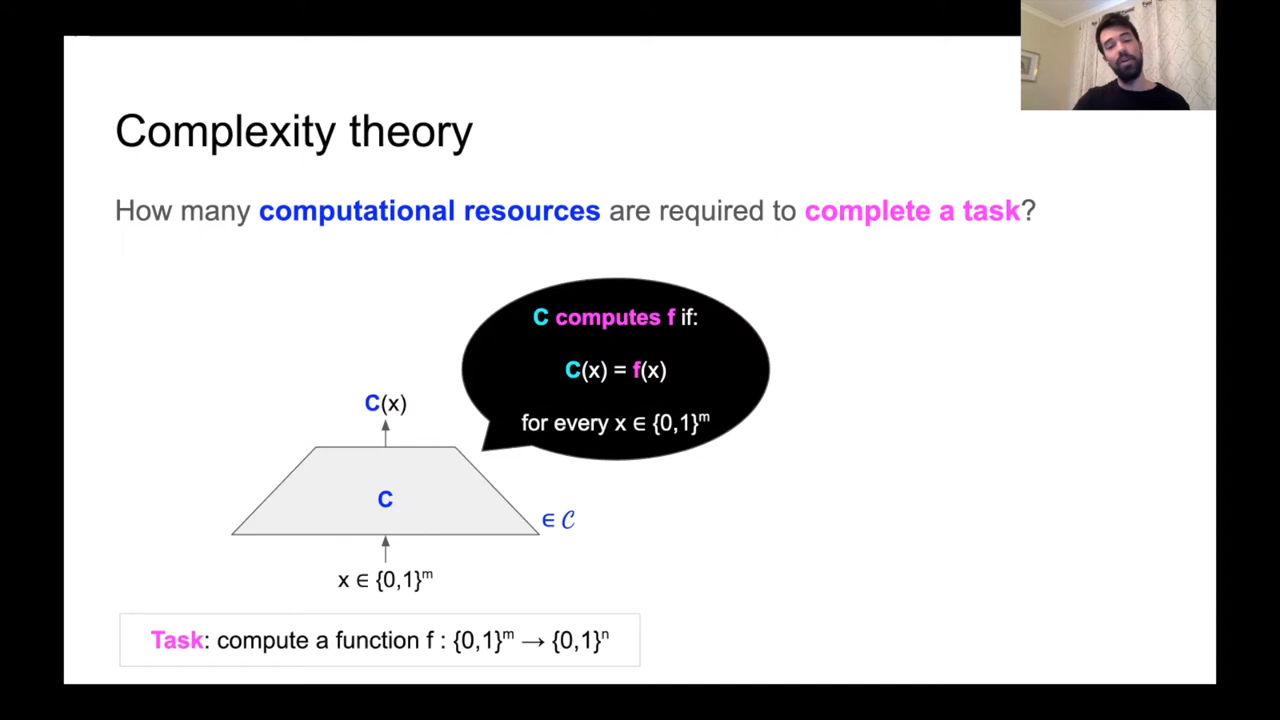 Complexity theory
How many computational resources are required to complete a task?
C computes f if:
C(x) = f(x)
for every x ∈ {0,1}ᵐ
C(x)
C
∈ 𝒞
x ∈ {0,1}ᵐ
Task: compute a function f : {0,1}ᵐ → {0,1}ⁿ